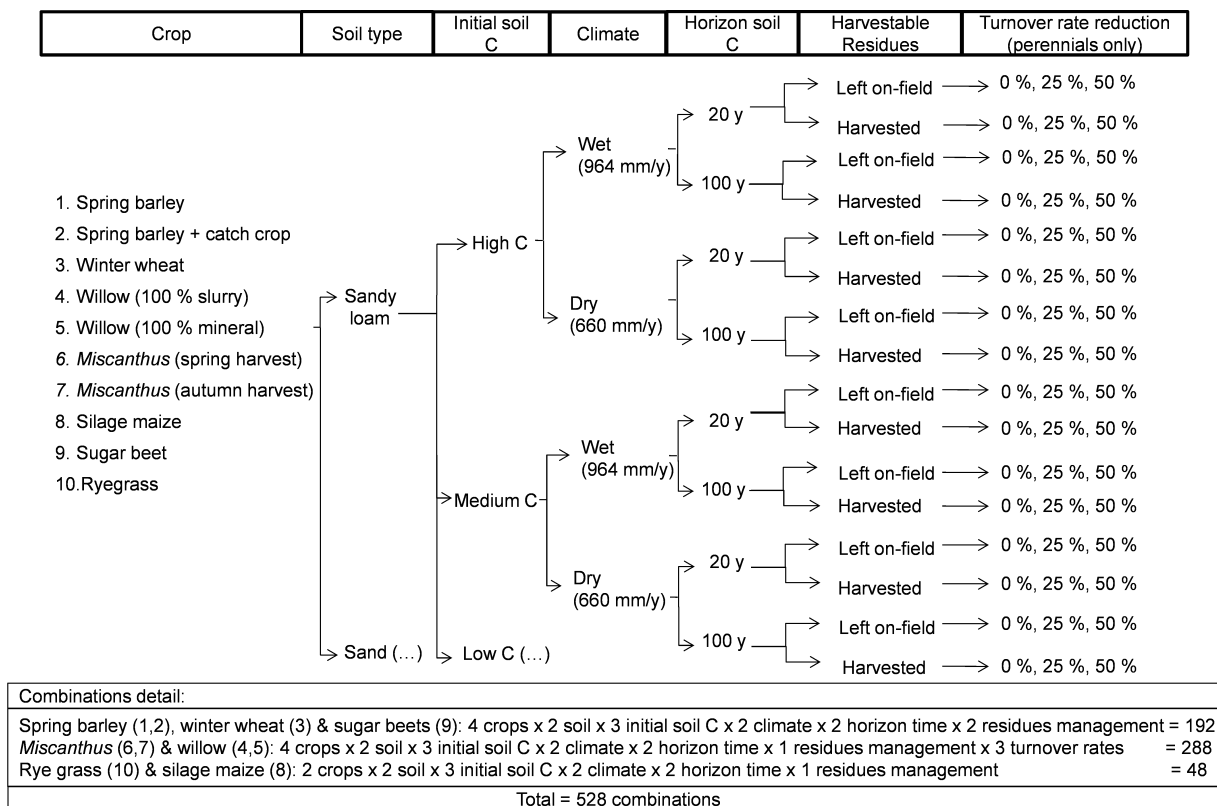 Crop
Soil type
Initial soil C
Climate
Horizon soil C
Harvestable Residues
Turnover rate reduction (perennials only)
1. Spring barley
2. Spring barley + catch crop
3. Winter wheat
4. Willow (100 % slurry)
5. Willow (100 % mineral)
6. Miscanthus (spring harvest)
7. Miscanthus (autumn harvest)
8. Silage maize
9. Sugar beet
10.Ryegrass
Sandy loam
Sand (…)
High C
Medium C
Low C (…)
Wet (964 mm/y)
20 y
Left on-field
0 %, 25 %, 50 %
Harvested
0 %, 25 %, 50 %
100 y
Left on-field
0 %, 25 %, 50 %
Harvested
0 %, 25 %, 50 %
Dry (660 mm/y)
20 y
Left on-field
0 %, 25 %, 50 %
Harvested
0 %, 25 %, 50 %
100 y
Left on-field
0 %, 25 %, 50 %
Harvested
0 %, 25 %, 50 %
Wet (964 mm/y)
20 y
Left on-field
0 %, 25 %, 50 %
Harvested
0 %, 25 %, 50 %
100 y
Left on-field
0 %, 25 %, 50 %
Harvested
0 %, 25 %, 50 %
Dry (660 mm/y)
20 y
Left on-field
0 %, 25 %, 50 %
Harvested
0 %, 25 %, 50 %
100 y
Left on-field
0 %, 25 %, 50 %
Harvested
0 %, 25 %, 50 %
Combinations detail:
Spring barley (1,2), winter wheat (3) & sugar beets (9): 4 crops x 2 soil x 3 initial soil C x 2 climate x 2 horizon time x 2 residues management = 192
Miscanthus (6,7) & willow (4,5): 4 crops x 2 soil x 3 initial soil C x 2 climate x 2 horizon time x 1 residues management x 3 turnover rates = 288
Rye grass (10) & silage maize (8): 2 crops x 2 soil x 3 initial soil C x 2 climate x 2 horizon time x 1 residues management = 48
Total = 528 combinations